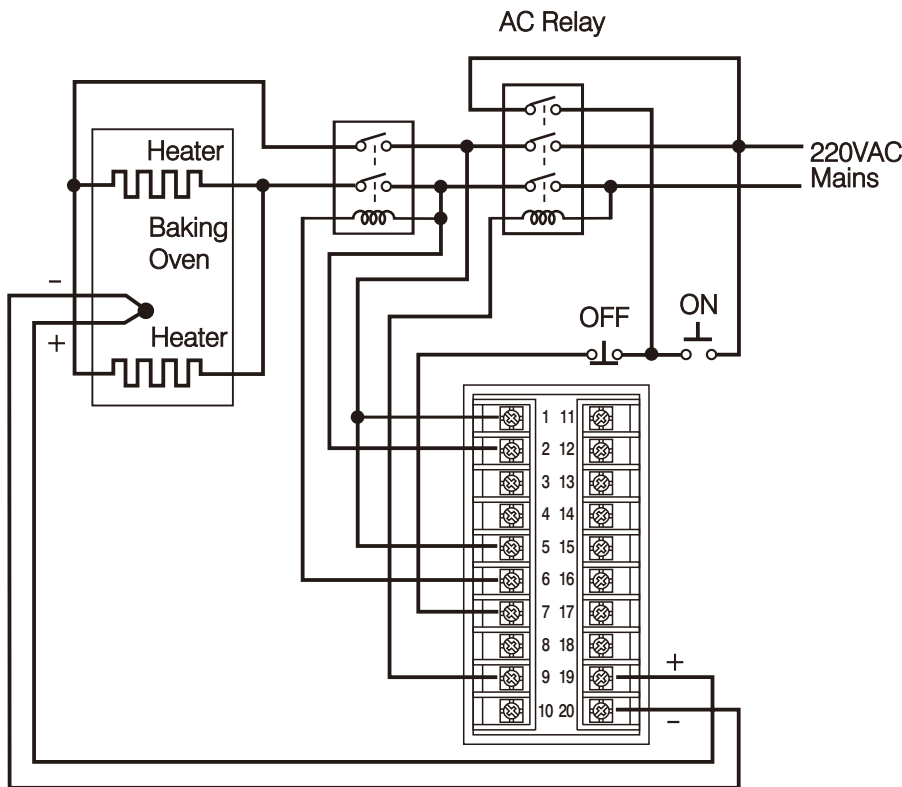 AC Relay
220VAC
Mains
Heater
Baking
Oven
-
+
Heater
OFF
ON
1 11
2 12
3 13
4 14
5 15
6 16
7 17
8 18
9 19
10 20
+
-